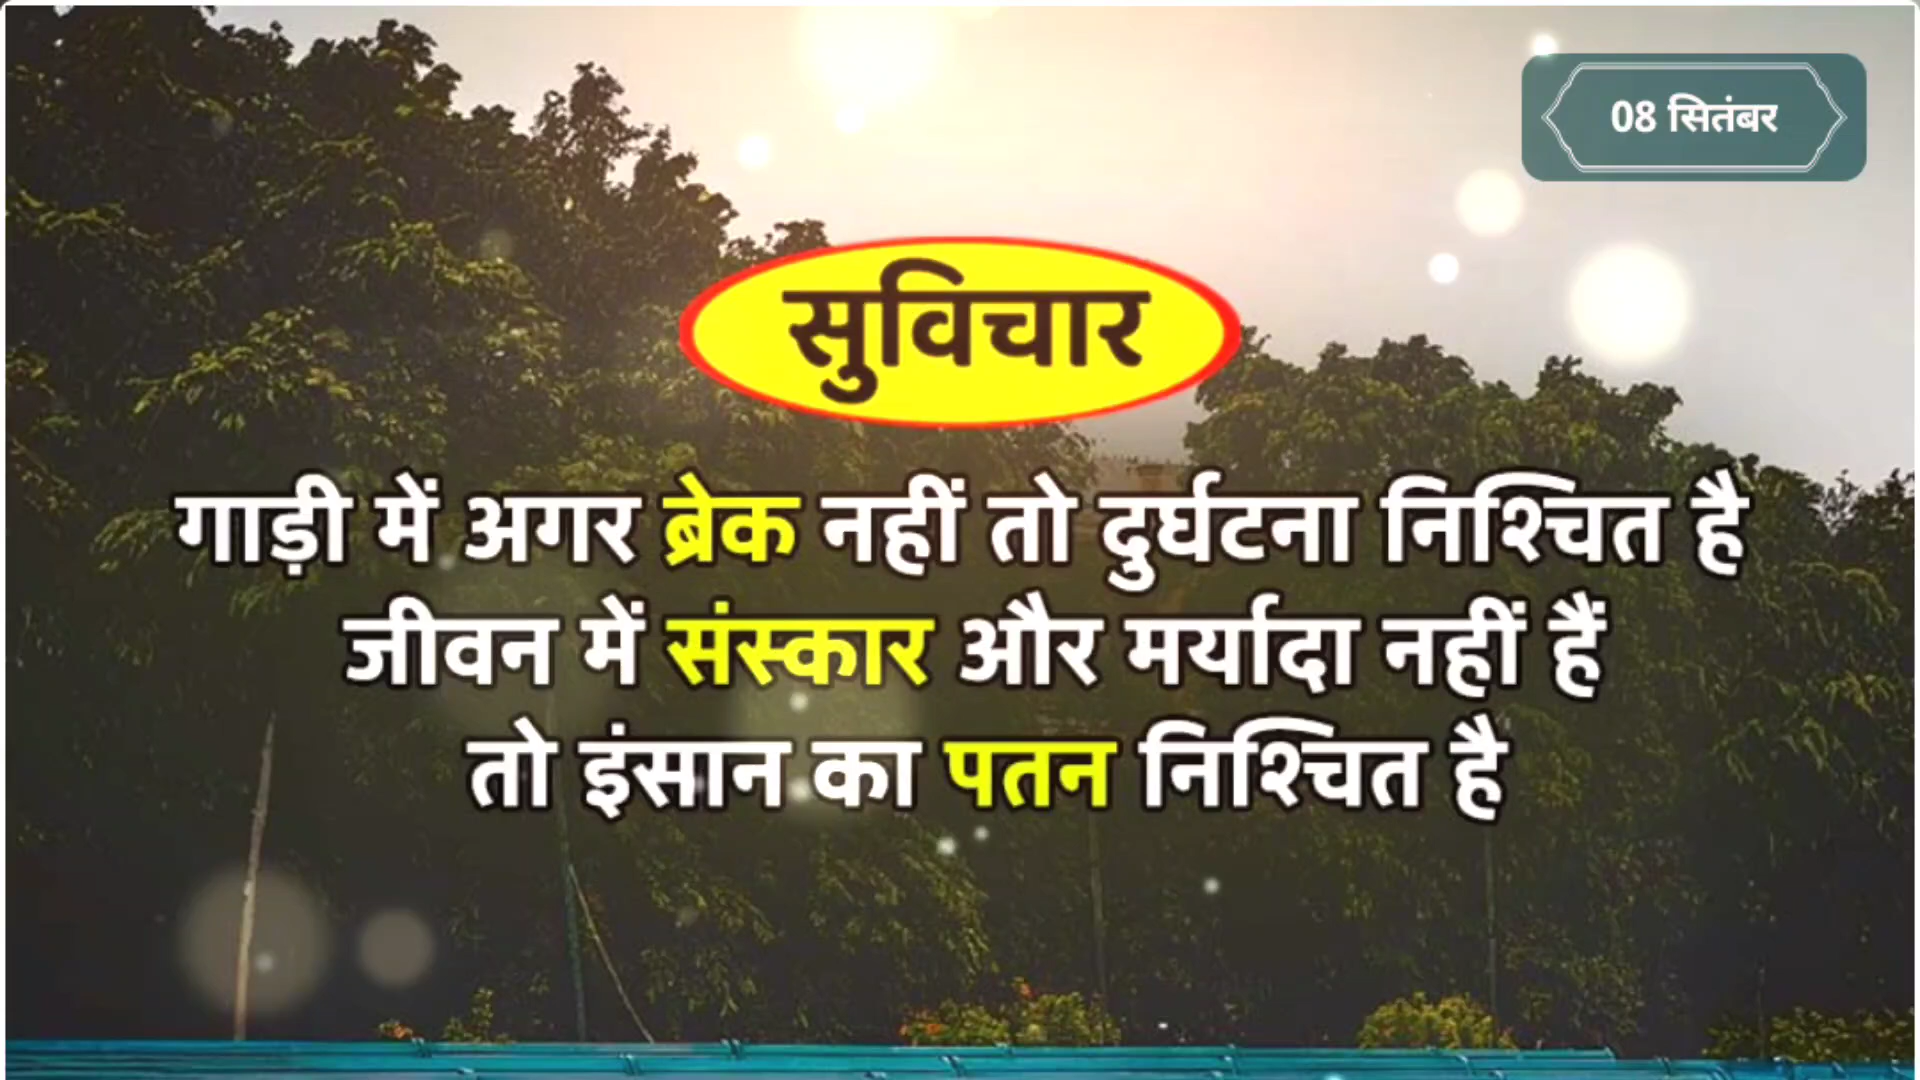 08 सितंबर
सुविचार
गाड़ी में अगर ब्रेक नहीं तो दुर्घटना निश्चित है
जीवन में संस्कार और मर्यादा नहीं हैं
तो इंसान का पतन निश्चित है